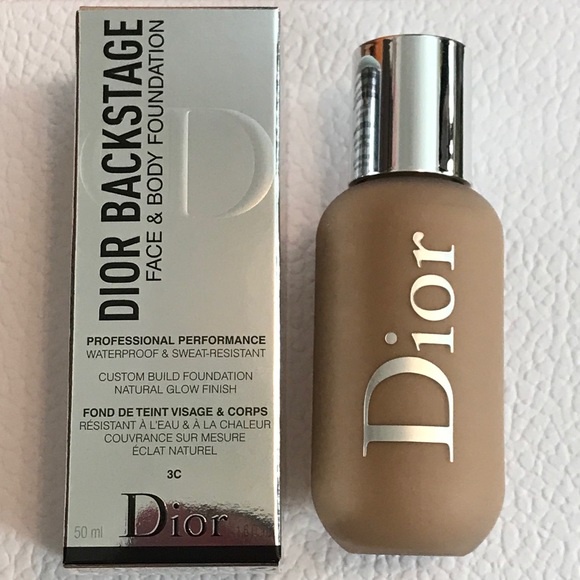 DIOR BACKSTAGE
FACE & BODY FOUNDATION
PROFESSIONAL PERFORMANCE
WATERPROOF & SWEAT-RESISTANT
CUSTOM BUILD FOUNDATION
NATURAL GLOW FINISH
FOND DE TEINT VISAGE & CORPS
RÉSISTANT À L'EAU & À LA CHALEUR
COUVRANCE SUR MESURE
ÉCLAT NATUREL
3C
50 ml
Dior
Dior